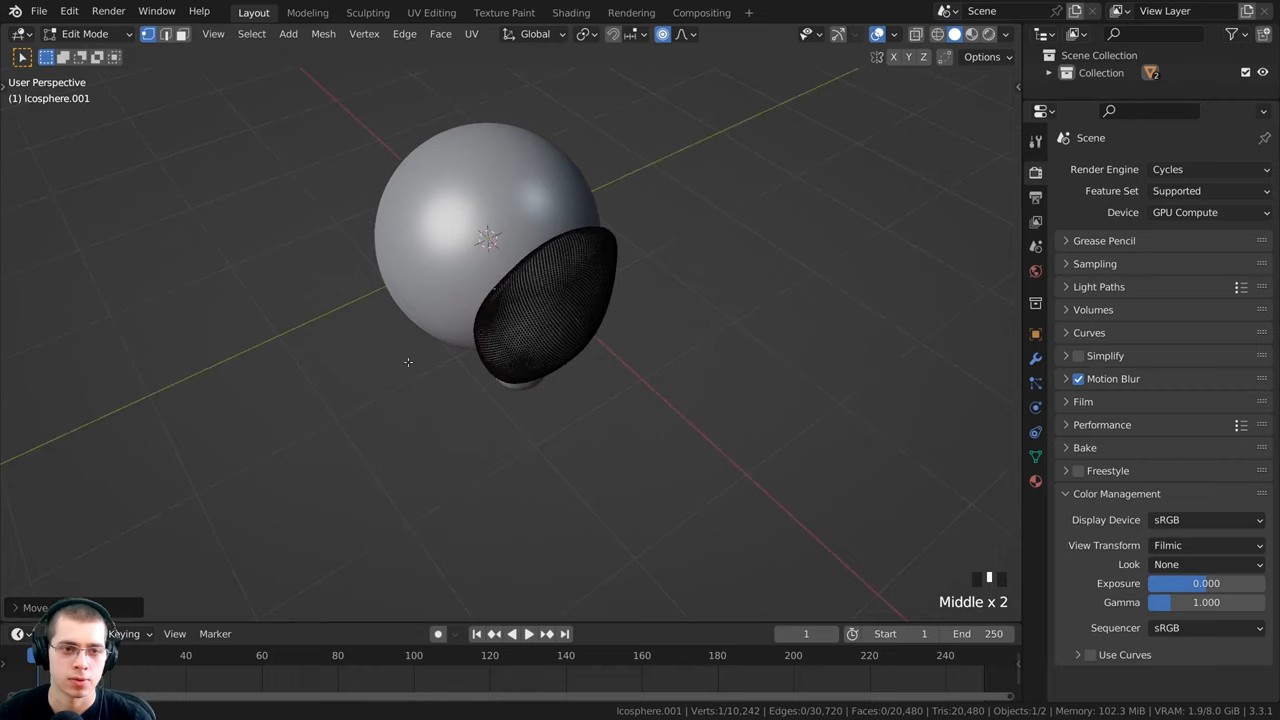 File Edit Render Window Help Layout Modeling Sculpting UV Editing Texture Paint Shading Rendering Compositing Scene View Layer
Edit Mode View Select Add Mesh Vertex Edge Face UV Global
X Y Z Options
User Perspective
(1) Icosphere.001
Scene Collection
Collection 2
Scene
Render Engine Cycles
Feature Set Supported
Device GPU Compute
Grease Pencil
Sampling
Light Paths
Volumes
Curves
Simplify
Motion Blur
Film
Performance
Bake
Freestyle
Color Management
Display Device sRGB
View Transform Filmic
Look None
Exposure 0.000
Gamma 1.000
Sequencer sRGB
Use Curves
Middle x 2
Move
Keying View Marker 1 Start 1 End 250
40 60 80 100 120 140 160 180 200 220 240
Icosphere.001 | Verts:1/10,242 | Edges:0/30,720 | Faces:0/20,480 | Tris:20,480 | Objects:1/2 | Memory: 102.3 MiB | VRAM: 1.9/8.0 GiB | 3.3.1